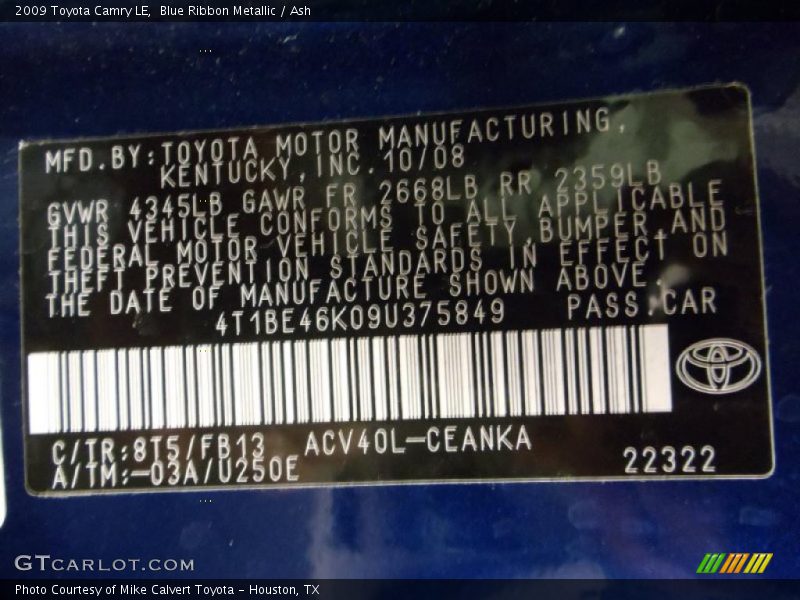 2009 Toyota Camry LE,  Blue Ribbon Metallic / Ash
MFD.BY:TOYOTA MOTOR MANUFACTURING,
KENTUCKY,INC.10/08
GVWR 4345LB GAWR FR 2668LB RR 2359LB
THIS VEHICLE CONFORMS TO ALL APPLICABLE
FEDERAL MOTOR VEHICLE SAFETY,BUMPER,AND
THEFT PREVENTION STANDARDS IN EFFECT ON
THE DATE OF MANUFACTURE SHOWN ABOVE.
4T1BE46K09U375849 PASS.CAR
C/TR:8T5/FB13 ACV40L-CEANKA
A/TM:-03A/U250E 22322
GTCARLOT.COM
Photo Courtesy of Mike Calvert Toyota - Houston, TX